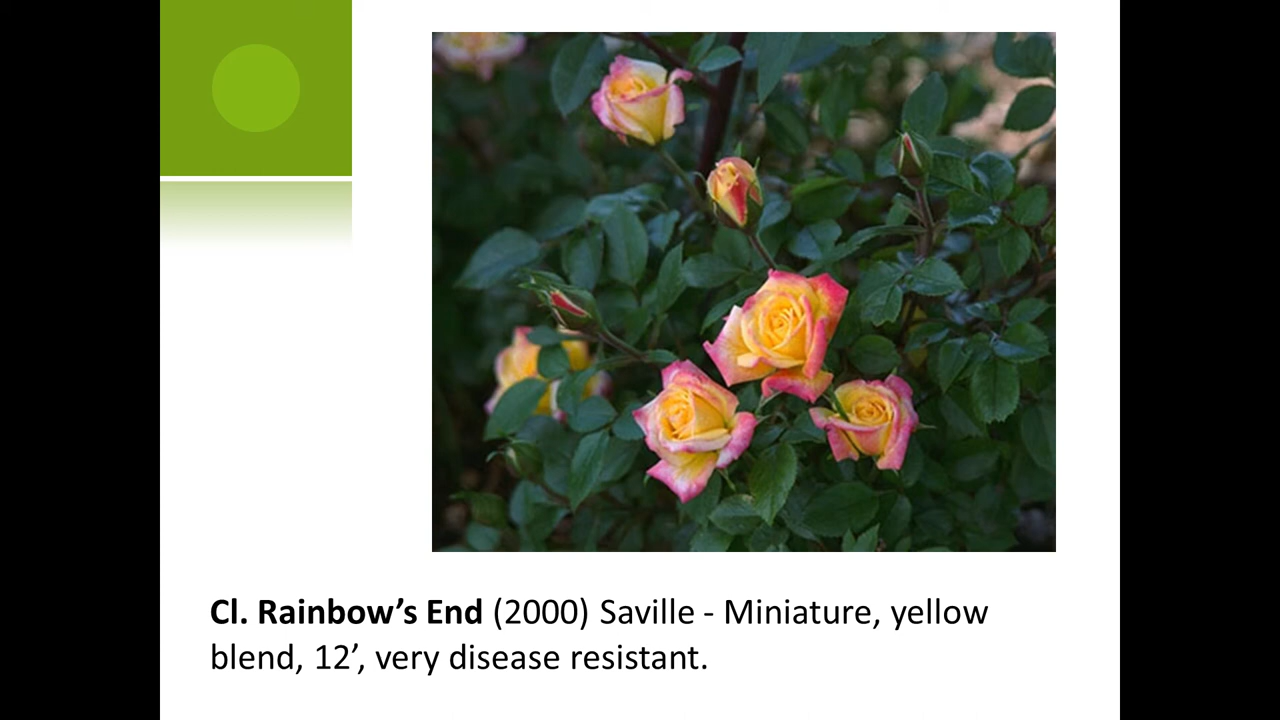 Cl. Rainbow’s End (2000) Saville - Miniature, yellow
blend, 12’, very disease resistant.